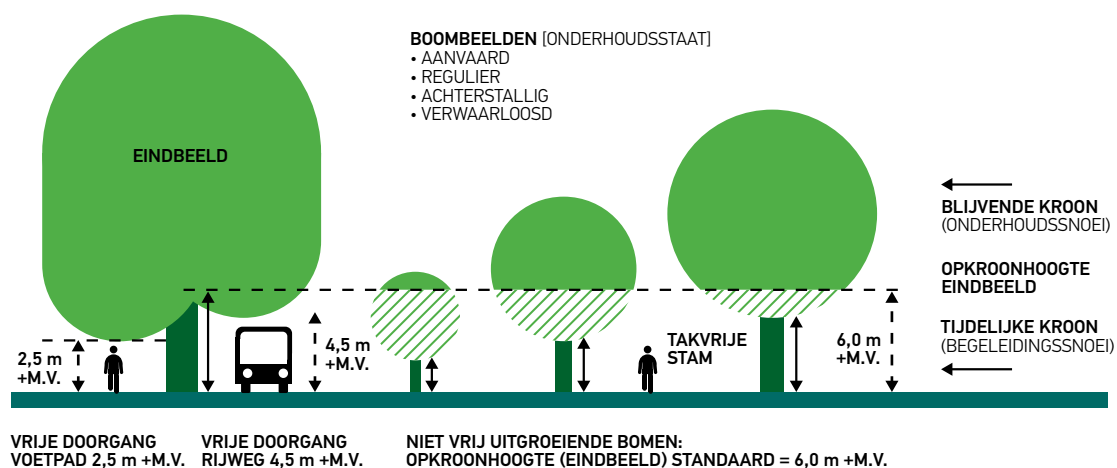 BOOMBEELDEN [ONDERHOUDSSTAAT]
• AANVAARD
• REGULIER
• ACHTERSTALLIG
• VERWAARLOOSD
EINDBEELD
BLIJVENDE KROON
(ONDERHOUDSSNOEI)
OPKROONHOOGTE
EINDBEELD
TIJDELIJKE KROON
(BEGELEIDINGSSNOEI)
2,5 m
+M.V.
4,5 m
+M.V.
TAKVRIJE
STAM
6,0 m
+M.V.
VRIJE DOORGANG
VOETPAD 2,5 m +M.V.
VRIJE DOORGANG
RIJWEG 4,5 m +M.V.
NIET VRIJ UITGROEIENDE BOMEN:
OPKROONHOOGTE (EINDBEELD) STANDAARD = 6,0 m +M.V.